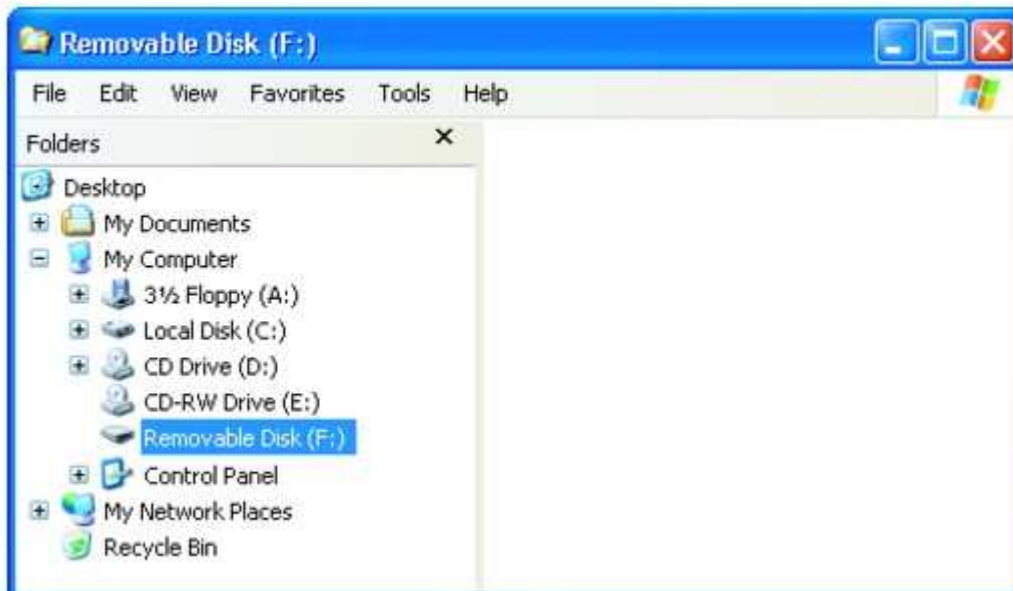 Removable Disk (F:)
File Edit View Favorites Tools Help
Folders
Desktop
My Documents
My Computer
3½ Floppy (A:)
Local Disk (C:)
CD Drive (D:)
CD-RW Drive (E:)
Removable Disk (F:)
Control Panel
My Network Places
Recycle Bin